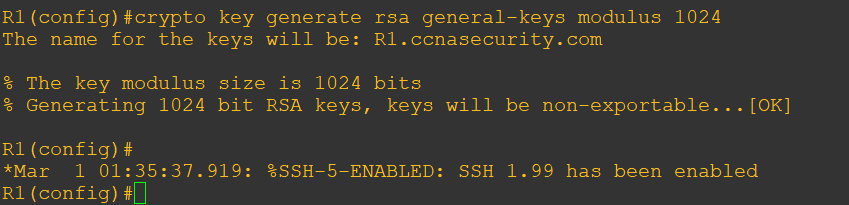 R1(config)#crypto key generate rsa general-keys modulus 1024
The name for the keys will be: R1.ccnasecurity.com
% The key modulus size is 1024 bits
% Generating 1024 bit RSA keys, keys will be non-exportable...[OK]
R1(config)#
*Mar  1 01:35:37.919: %SSH-5-ENABLED: SSH 1.99 has been enabled
R1(config)#